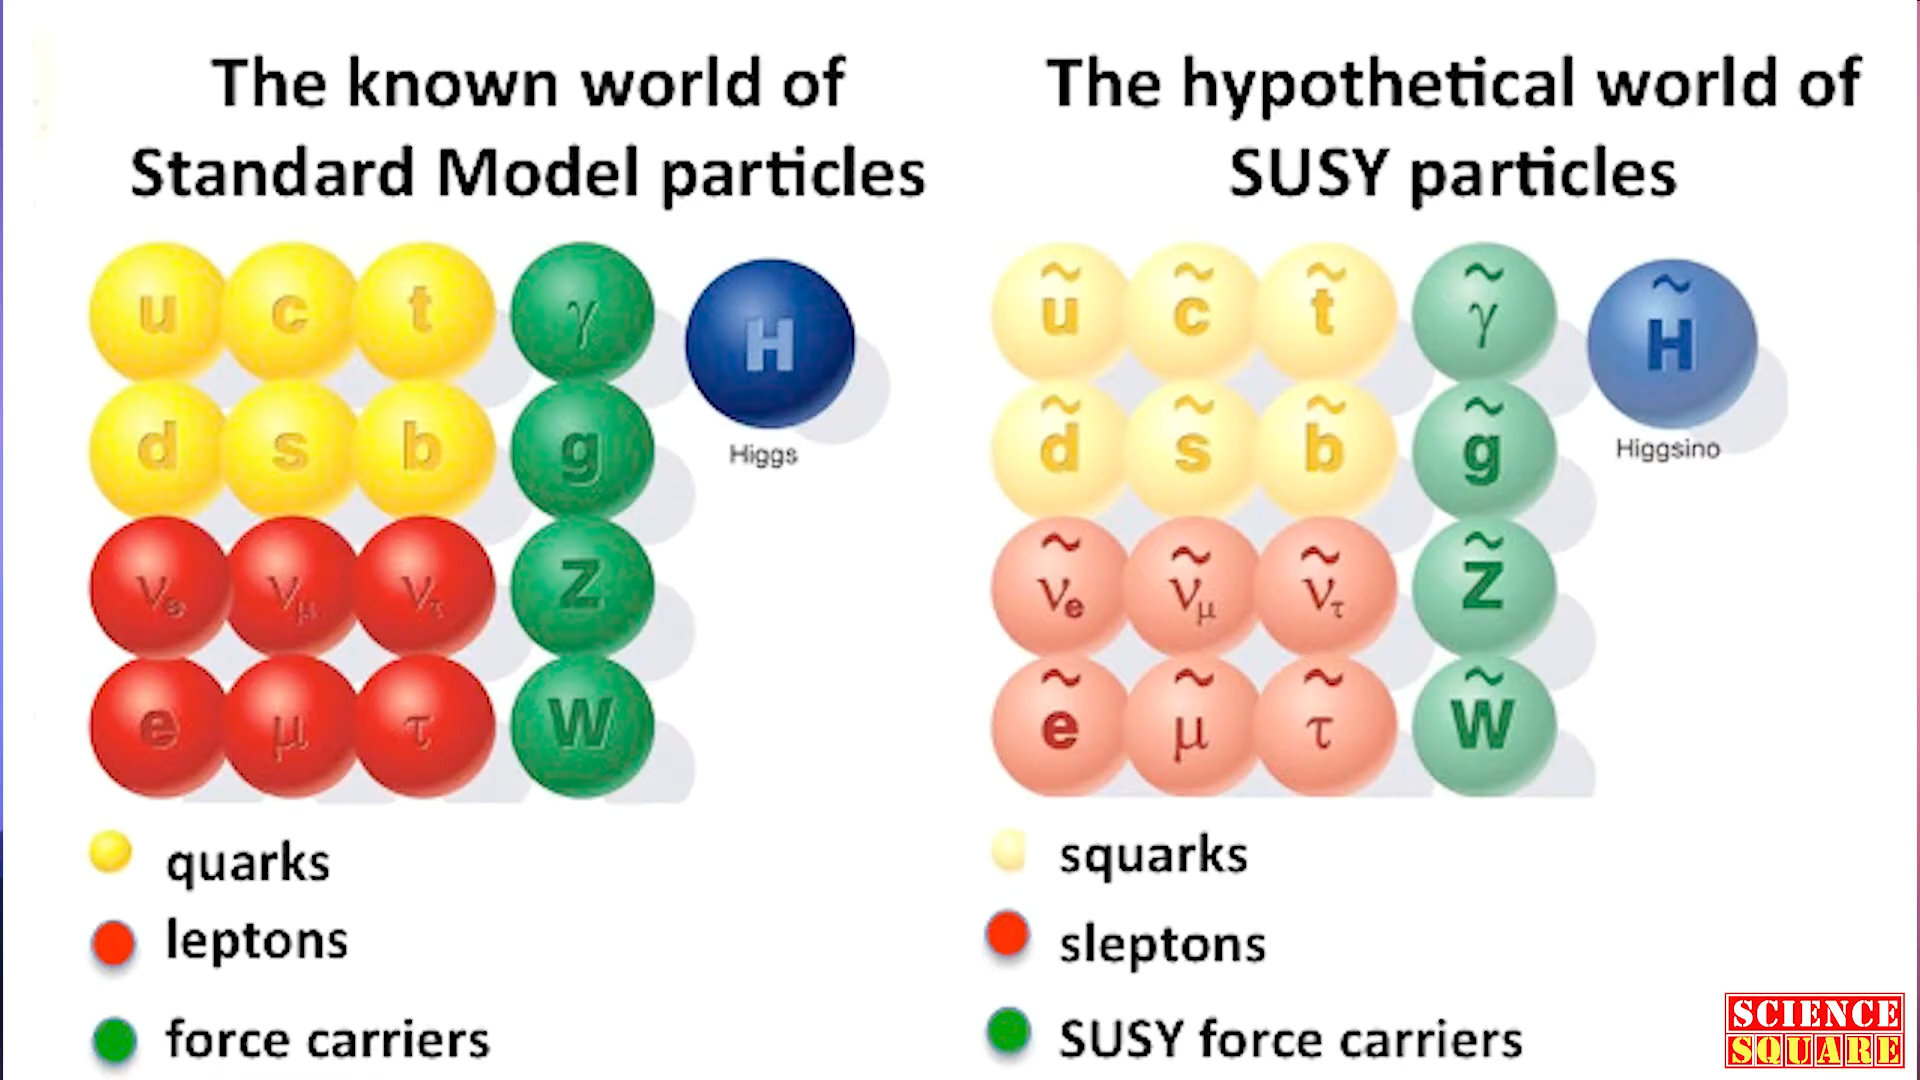 The known world of
Standard Model particles
u c t γ
d s b g
νe νμ ντ Z
e μ τ W
H
Higgs
quarks
leptons
force carriers
The hypothetical world of
SUSY particles
ũ c̃ t̃ γ̃
d̃ s̃ b̃ g̃
ν̃e ν̃μ ν̃τ Z̃
ẽ μ̃ τ̃ W̃
H̃
Higgsino
squarks
sleptons
SUSY force carriers
SCIENCE
SQUARE